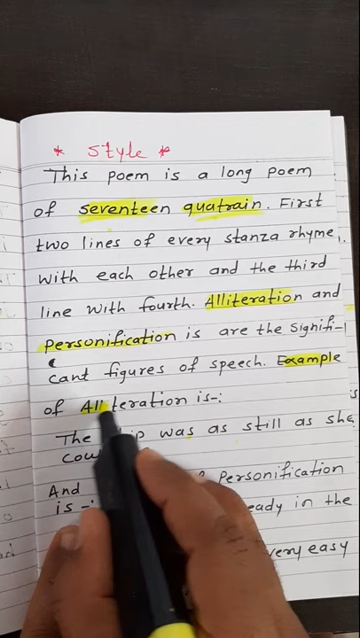 * Style *
This poem is a long poem
of seventeen quatrain. First
two lines of every stanza rhyme
with each other and the third
line with fourth. Alliteration and
personification is are the signifi-
cant figures of speech. Example
of Alliteration is-:
The was as still as she
cou
And Personification
is - in the
very easy